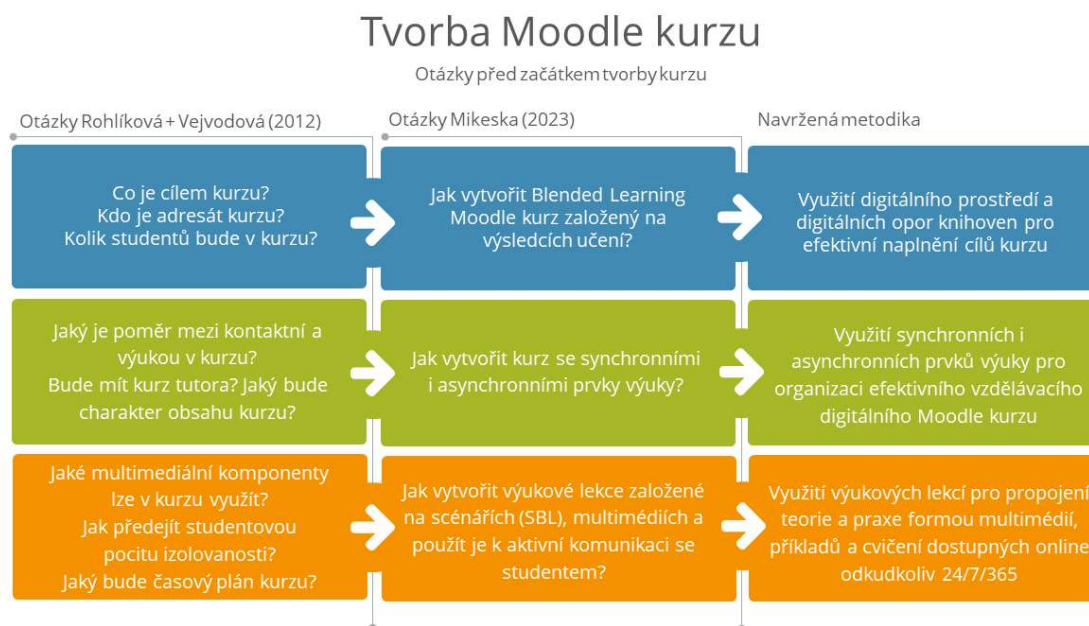 Tvorba Moodle kurzu
Otázky před začátkem tvorby kurzu
Otázky Rohlíková + Vejvodová (2012)
Otázky Mikeska (2023)
Navržená metodika
Co je cílem kurzu?
Kdo je adresát kurzu?
Kolik studentů bude v kurzu?
Jak vytvořit Blended Learning
Moodle kurz založený na
výsledcích učení?
Využití digitálního prostředí a
digitálních opor knihoven pro
efektivní naplnění cílů kurzu
Jaký je poměr mezi kontaktní a
výukou v kurzu?
Bude mít kurz tutora? Jaký bude
charakter obsahu kurzu?
Jak vytvořit kurz se synchronními
i asynchronními prvky výuky?
Využití synchronních i
asynchronních prvků výuky pro
organizaci efektivního vzdělávacího
digitálního Moodle kurzu
Jaké multimediální komponenty
lze v kurzu využít?
Jak předejít studentovou
pocitu izolovanosti?
Jaký bude časový plán kurzu?
Jak vytvořit výukové lekce založené
na scénářích (SBL), multimédiích a
použít je k aktivní komunikaci se
studentem?
Využití výukových lekcí pro propojení
teorie a praxe formou multimédií,
příkladů a cvičení dostupných online
odkudkoliv 24/7/365